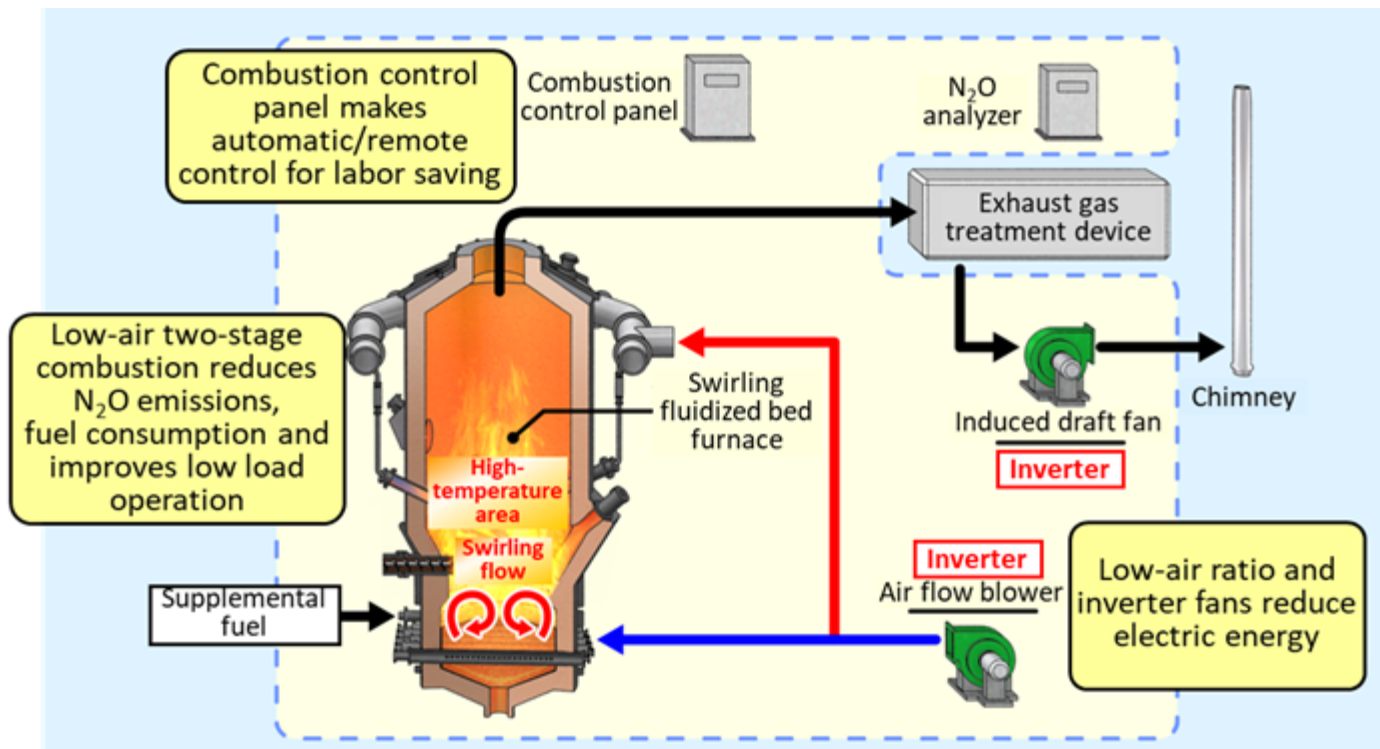 Combustion control
panel makes
automatic/remote
control for labor saving
Combustion
control panel
N₂O
analyzer
Exhaust gas
treatment device
Low-air two-stage
combustion reduces
N₂O emissions,
fuel consumption and
improves low load
operation
Swirling
fluidized bed
furnace
Induced draft fan
Inverter
Chimney
High-
temperature
area
Swirling
flow
Supplemental
fuel
Inverter
Air flow blower
Low-air ratio and
inverter fans reduce
electric energy